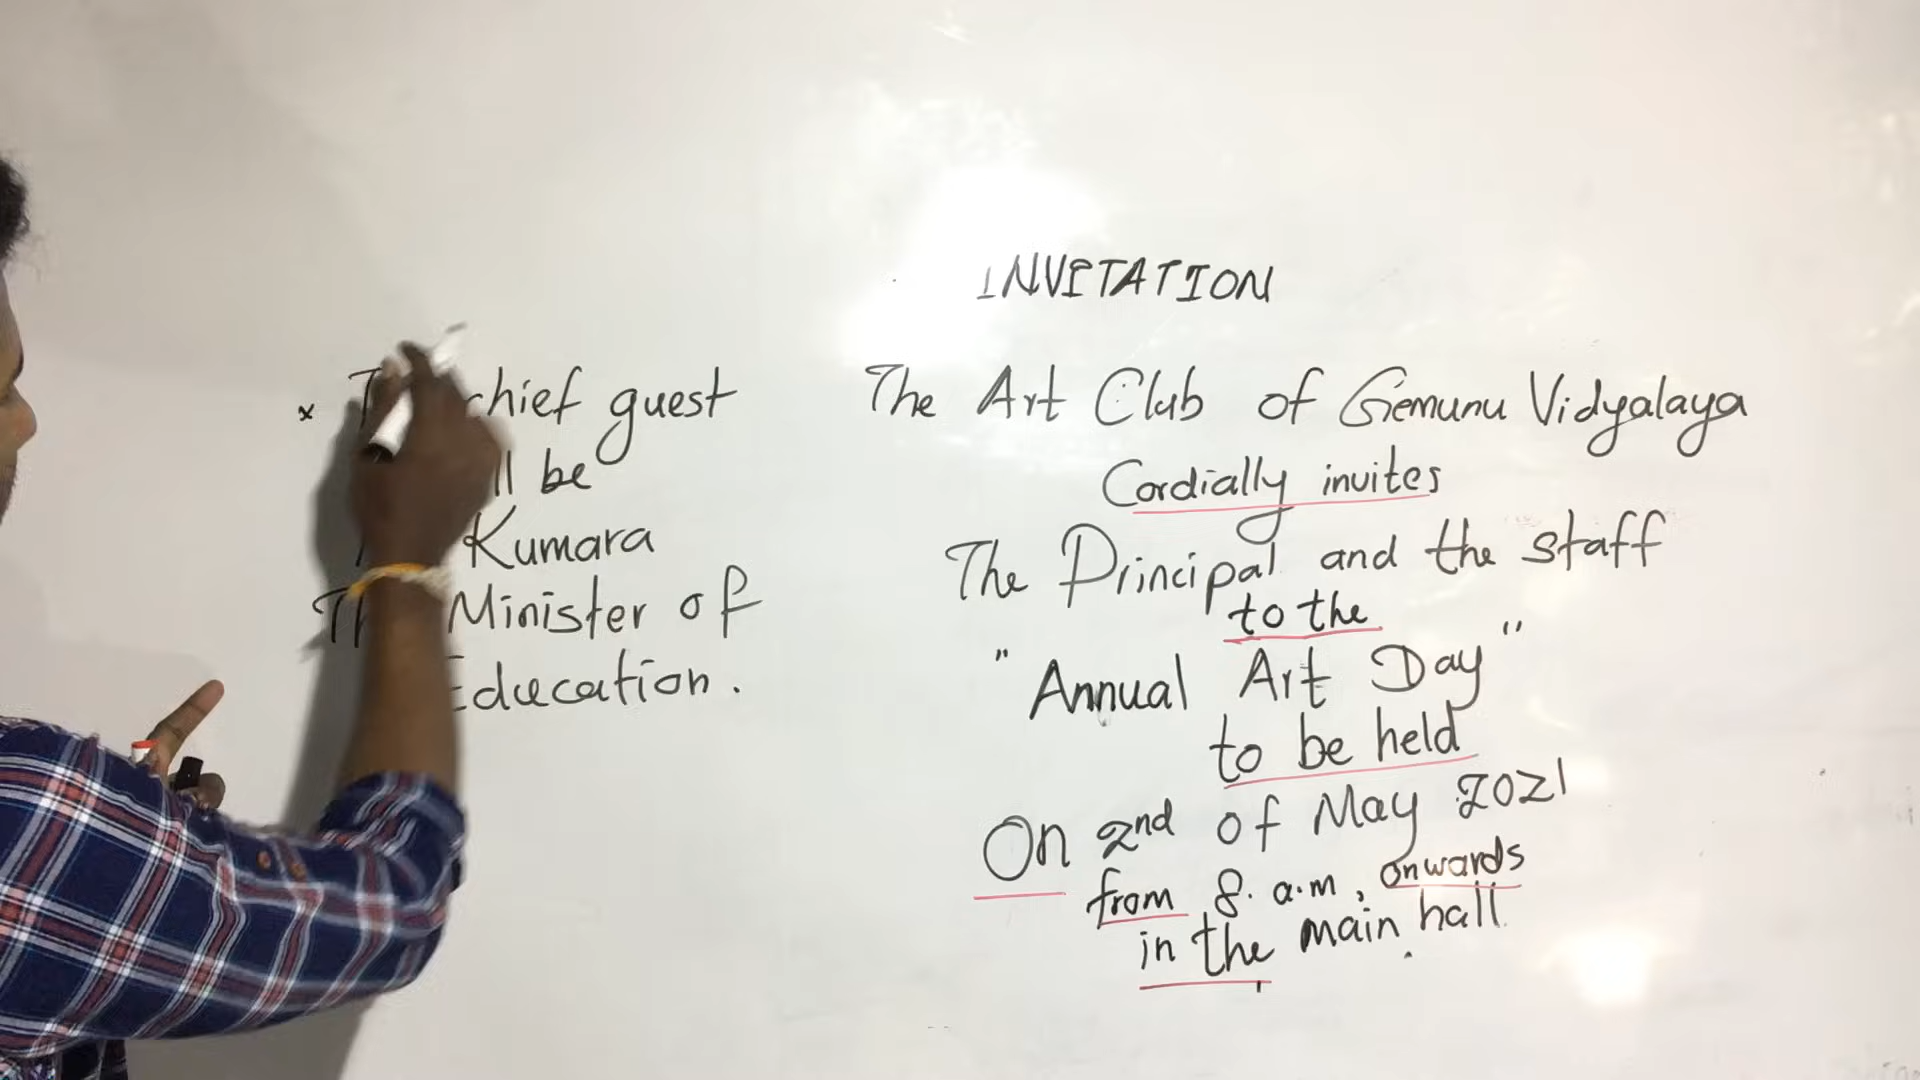 INVITATION
chief guest
be
Kumara
Minister of
Education.
The Art Club of Gemunu Vidyalaya
Cordially invites
The Principal and the staff
to the
"Annual Art Day"
to be held
On 2nd of May 2021
from 8. a.m, onwards
in the main hall.